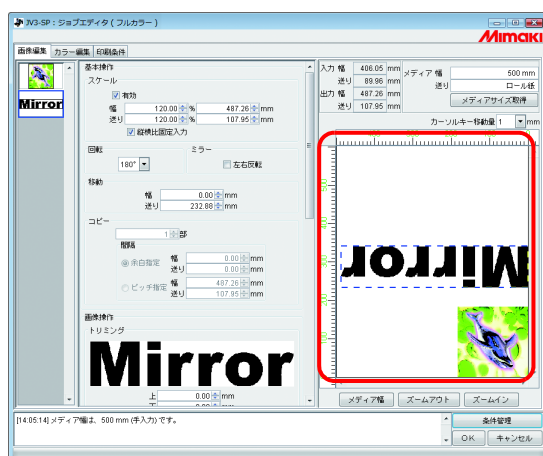 JV3-SP : ジョブエディタ ( フルカラー )
Mimaki
画像編集 カラー編集 印刷条件
Mirror
基本操作
スケール
有効
幅 120.00 % 487.26 mm
送り 120.00 % 107.95 mm
縦横比固定入力
回転 ミラー
180° 左右反転
移動
幅 0.00 mm
送り 232.88 mm
コピー
1 部
間隔
余白指定 幅 0.00 mm
送り 0.00 mm
ピッチ指定 幅 487.26 mm
送り 107.95 mm
画像操作
トリミング
Mirror
上 0.00 mm
入力 幅 406.05 mm
送り 89.96 mm
出力 幅 487.26 mm
送り 107.95 mm
メディア 幅 500 mm
送り ロール紙
メディアサイズ取得
カーソルキー移動量 1 mm
Mirror
メディア幅 ズームアウト ズームイン
[14:05:14] メディア幅は、500 mm (手入力) です。
条件管理
OK キャンセル